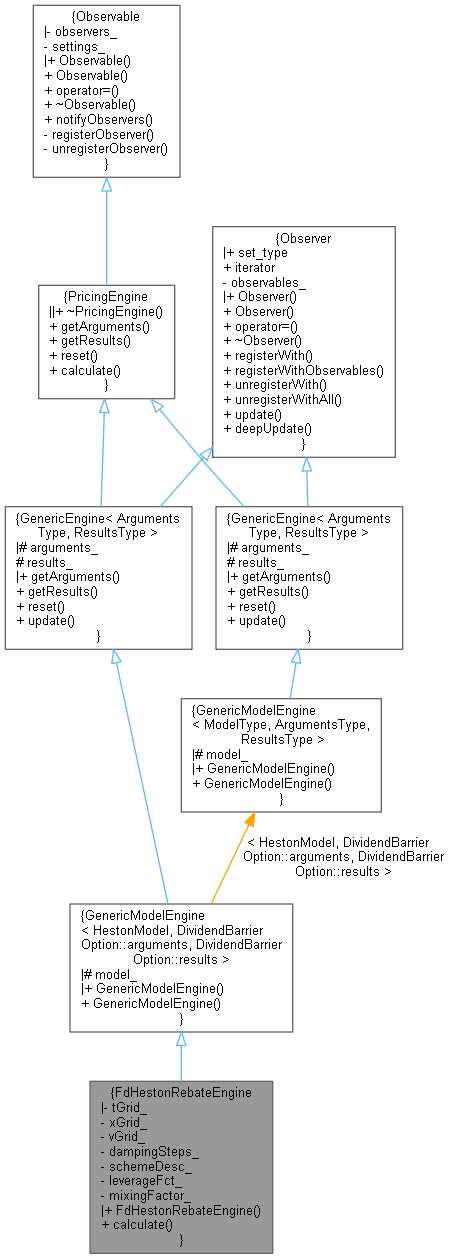 {Observable
|- observers_
- settings_
|+ Observable()
+ Observable()
+ operator=()
+ ~Observable()
+ notifyObservers()
- registerObserver()
- unregisterObserver()
}
{Observer
|+ set_type
+ iterator
- observables_
|+ Observer()
+ Observer()
+ operator=()
+ ~Observer()
+ registerWith()
+ registerWithObservables()
+ unregisterWith()
+ unregisterWithAll()
+ update()
+ deepUpdate()
}
{PricingEngine
||+ ~PricingEngine()
+ getArguments()
+ getResults()
+ reset()
+ calculate()
}
{GenericEngine< Arguments
Type, ResultsType >
|# arguments_
# results_
|+ getArguments()
+ getResults()
+ reset()
+ update()
}
{GenericEngine< Arguments
Type, ResultsType >
|# arguments_
# results_
|+ getArguments()
+ getResults()
+ reset()
+ update()
}
{GenericModelEngine
< ModelType, ArgumentsType,
ResultsType >
|# model_
|+ GenericModelEngine()
+ GenericModelEngine()
}
< HestonModel, DividendBarrier
Option::arguments, DividendBarrier
Option::results >
{GenericModelEngine
< HestonModel, DividendBarrier
Option::arguments, DividendBarrier
Option::results >
|# model_
|+ GenericModelEngine()
+ GenericModelEngine()
}
{FdHestonRebateEngine
|- tGrid_
- xGrid_
- vGrid_
- dampingSteps_
- schemeDesc_
- leverageFct_
- mixingFactor_
|+ FdHestonRebateEngine()
+ calculate()
}